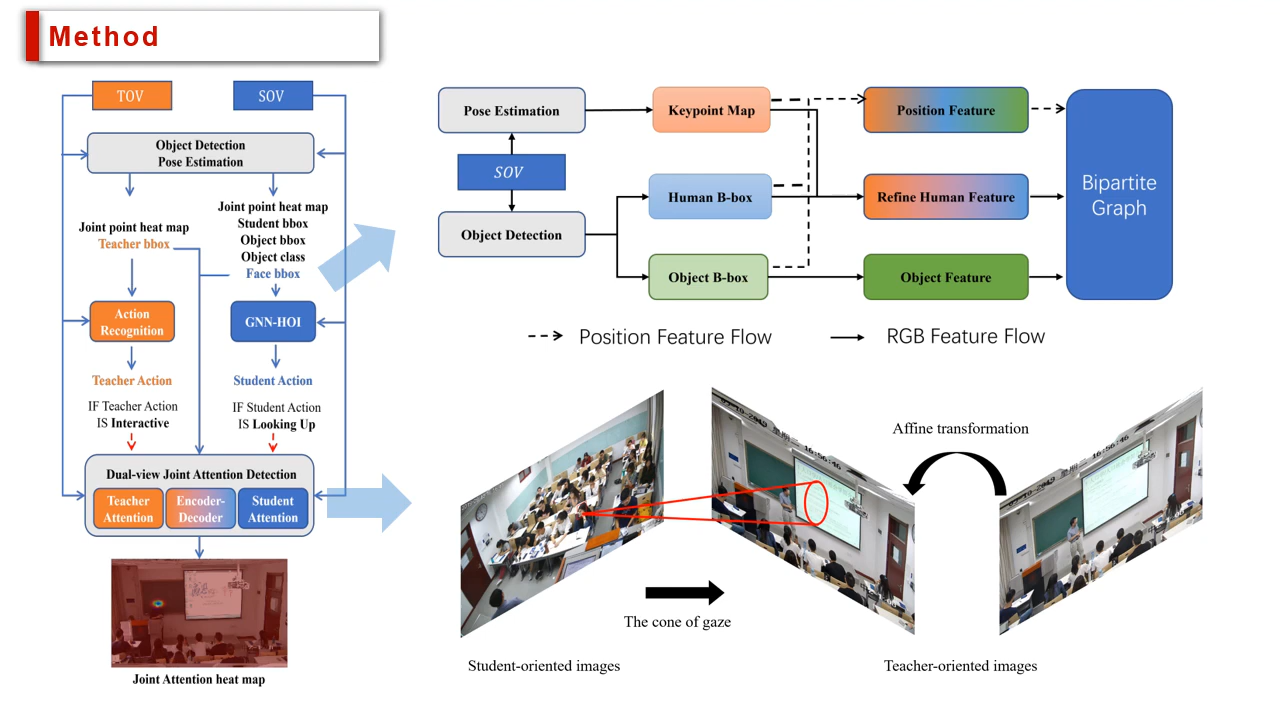 Method
TOV
SOV
Object Detection
Pose Estimation
Joint point heat map
Teacher bbox
Joint point heat map
Student bbox
Object bbox
Object class
Face bbox
Action
Recognition
GNN-HOI
Teacher Action
Student Action
IF Teacher Action
IS Interactive
IF Student Action
IS Looking Up
Dual-view Joint Attention Detection
Teacher
Attention
Encoder-
Decoder
Student
Attention
Joint Attention heat map
Pose Estimation
SOV
Object Detection
Keypoint Map
Human B-box
Object B-box
Position Feature
Refine Human Feature
Object Feature
Bipartite
Graph
Position Feature Flow
RGB Feature Flow
Affine transformation
The cone of gaze
Student-oriented images
Teacher-oriented images